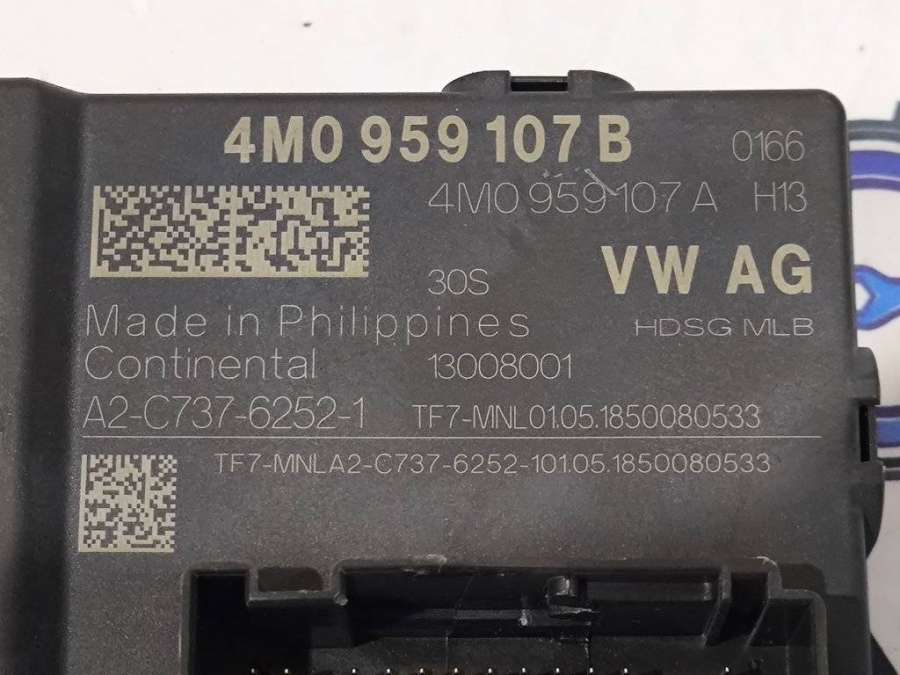 4M0 959 107 B 0166
4M0 959 107 A H13
30S VW AG
Made in Philippines HDSG MLB
Continental 13008001
A2-C737-6252-1 TF7-MNL01.05.1850080533
TF7-MNLA2-C737-6252-101.05.1850080533